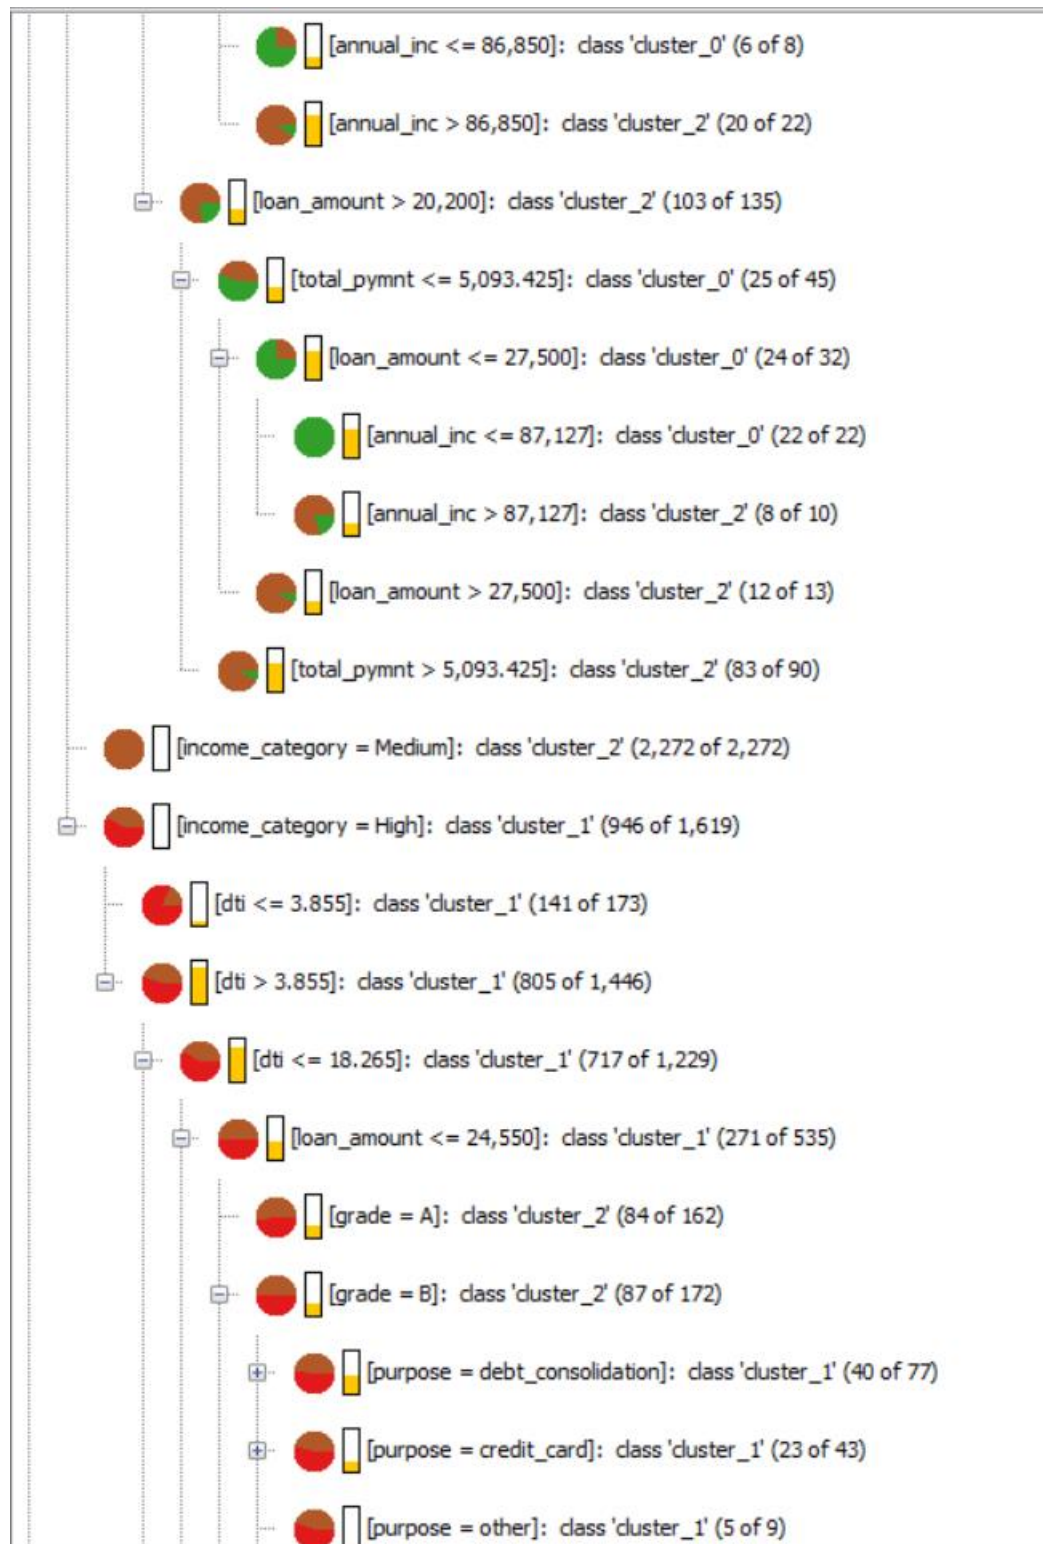 [annual_inc <= 86,850]: class 'cluster_0' (6 of 8)
[annual_inc > 86,850]: class 'cluster_2' (20 of 22)
[loan_amount > 20,200]: class 'cluster_2' (103 of 135)
[total_pymnt <= 5,093.425]: class 'cluster_0' (25 of 45)
[loan_amount <= 27,500]: class 'cluster_0' (24 of 32)
[annual_inc <= 87,127]: class 'cluster_0' (22 of 22)
[annual_inc > 87,127]: class 'cluster_2' (8 of 10)
[loan_amount > 27,500]: class 'cluster_2' (12 of 13)
[total_pymnt > 5,093.425]: class 'cluster_2' (83 of 90)
[income_category = Medium]: class 'cluster_2' (2,272 of 2,272)
[income_category = High]: class 'cluster_1' (946 of 1,619)
[dti <= 3.855]: class 'cluster_1' (141 of 173)
[dti > 3.855]: class 'cluster_1' (805 of 1,446)
[dti <= 18.265]: class 'cluster_1' (717 of 1,229)
[loan_amount <= 24,550]: class 'cluster_1' (271 of 535)
[grade = A]: class 'cluster_2' (84 of 162)
[grade = B]: class 'cluster_2' (87 of 172)
[purpose = debt_consolidation]: class 'cluster_1' (40 of 77)
[purpose = credit_card]: class 'cluster_1' (23 of 43)
[purpose = other]: class 'cluster_1' (5 of 9)